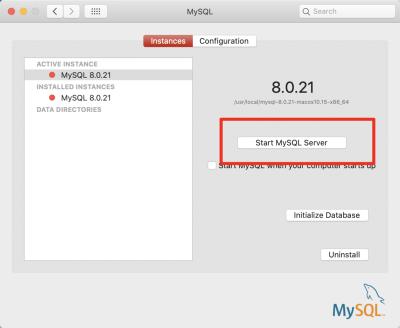 MySQL
Search
Instances
Configuration
ACTIVE INSTANCE
MySQL 8.0.21
INSTALLED INSTANCES
MySQL 8.0.21
DATA DIRECTORIES
8.0.21
/usr/local/mysql-8.0.21-macos10.15-x86_64
Start MySQL Server
Start MySQL when your computer starts up
Initialize Database
Uninstall
MySQL